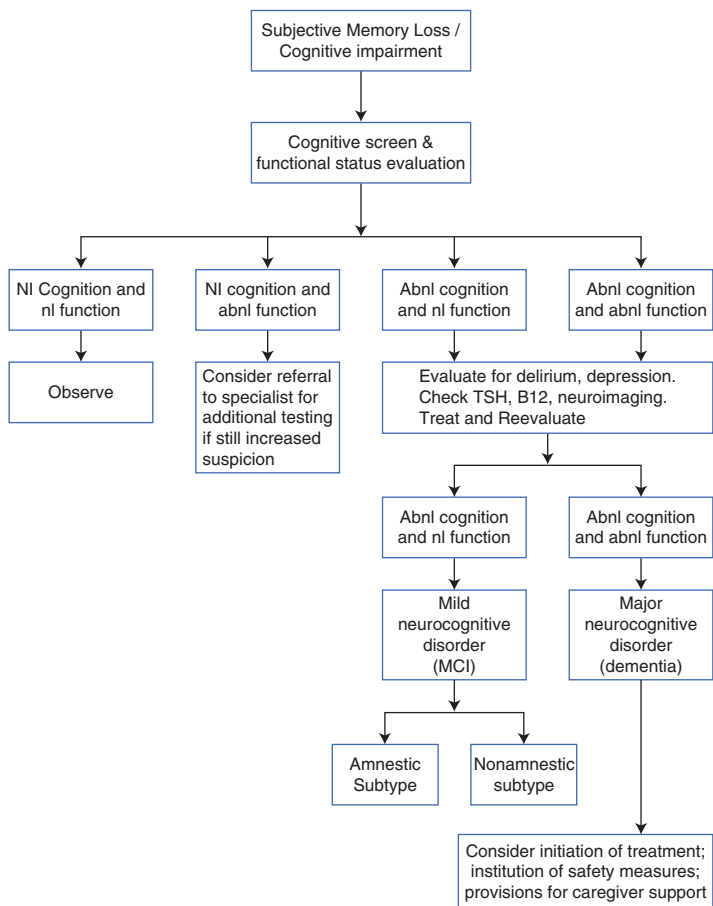 Subjective Memory Loss /
Cognitive impairment
Cognitive screen &
functional status evaluation
Nl Cognition and
nl function
Nl cognition and
abnl function
Abnl cognition
and nl function
Abnl cognition
and abnl function
Observe
Consider referral
to specialist for
additional testing
if still increased
suspicion
Evaluate for delirium, depression.
Check TSH, B12, neuroimaging.
Treat and Reevaluate
Abnl cognition
and nl function
Abnl cognition
and abnl function
Mild
neurocognitive
disorder
(MCI)
Major
neurocognitive
disorder
(dementia)
Amnestic
Subtype
Nonamnestic
subtype
Consider initiation of treatment;
institution of safety measures;
provisions for caregiver support